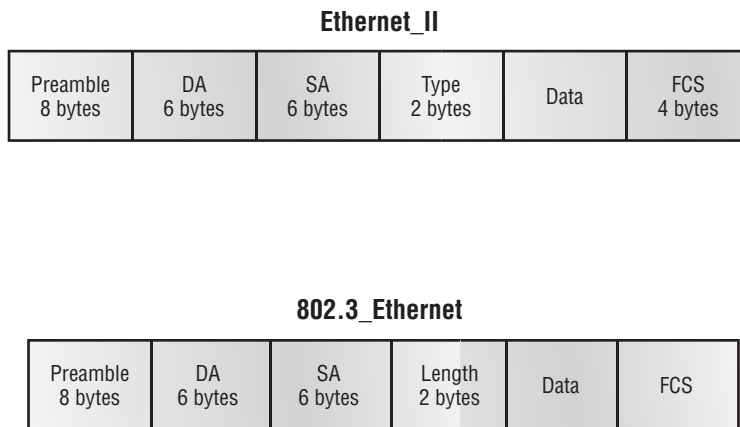 Ethernet_II
Preamble
8 bytes
DA
6 bytes
SA
6 bytes
Type
2 bytes
Data
FCS
4 bytes
802.3_Ethernet
Preamble
8 bytes
DA
6 bytes
SA
6 bytes
Length
2 bytes
Data
FCS